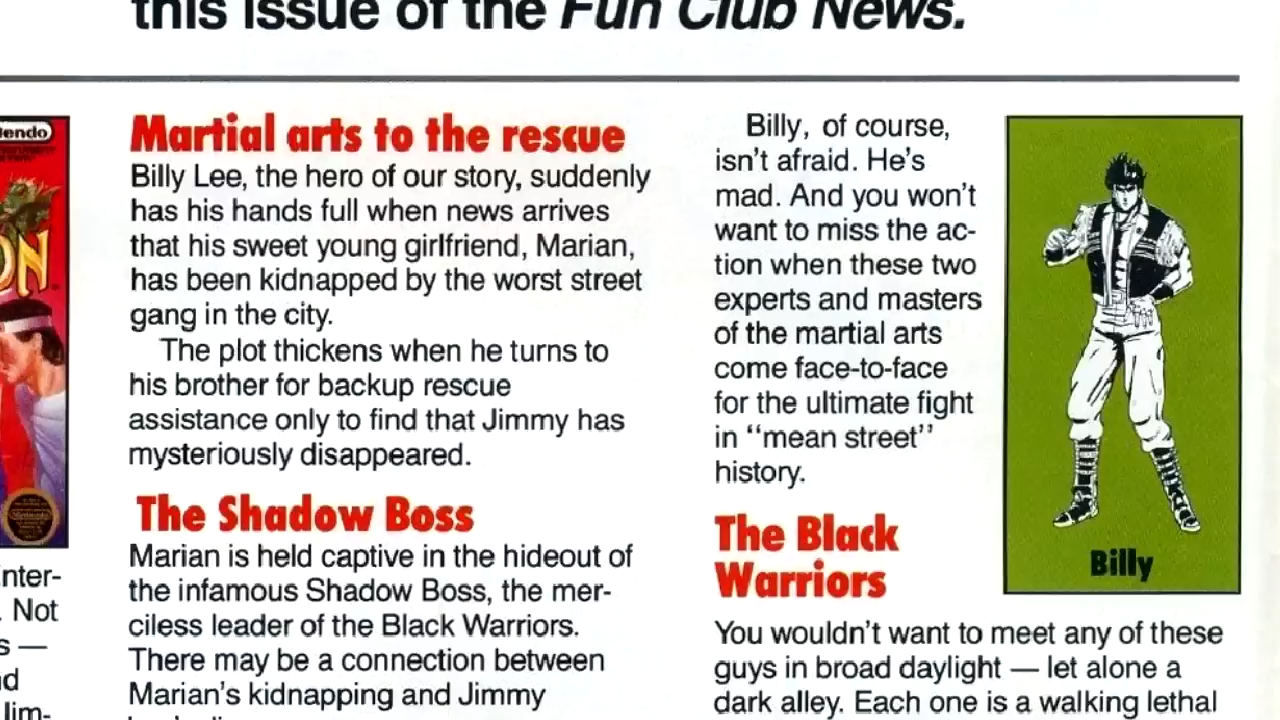 this issue of the Fun Club News.
Martial arts to the rescue
Billy Lee, the hero of our story, suddenly
has his hands full when news arrives
that his sweet young girlfriend, Marian,
has been kidnapped by the worst street
gang in the city.
The plot thickens when he turns to
his brother for backup rescue
assistance only to find that Jimmy has
mysteriously disappeared.
The Shadow Boss
Marian is held captive in the hideout of
the infamous Shadow Boss, the mer-
ciless leader of the Black Warriors.
There may be a connection between
Marian's kidnapping and Jimmy
Billy, of course,
isn't afraid. He's
mad. And you won't
want to miss the ac-
tion when these two
experts and masters
of the martial arts
come face-to-face
for the ultimate fight
in "mean street"
history.
The Black
Warriors
You wouldn't want to meet any of these
guys in broad daylight — let alone a
dark alley. Each one is a walking lethal
Billy
endo
ON
nter-
. Not
s —
nd
Jim-